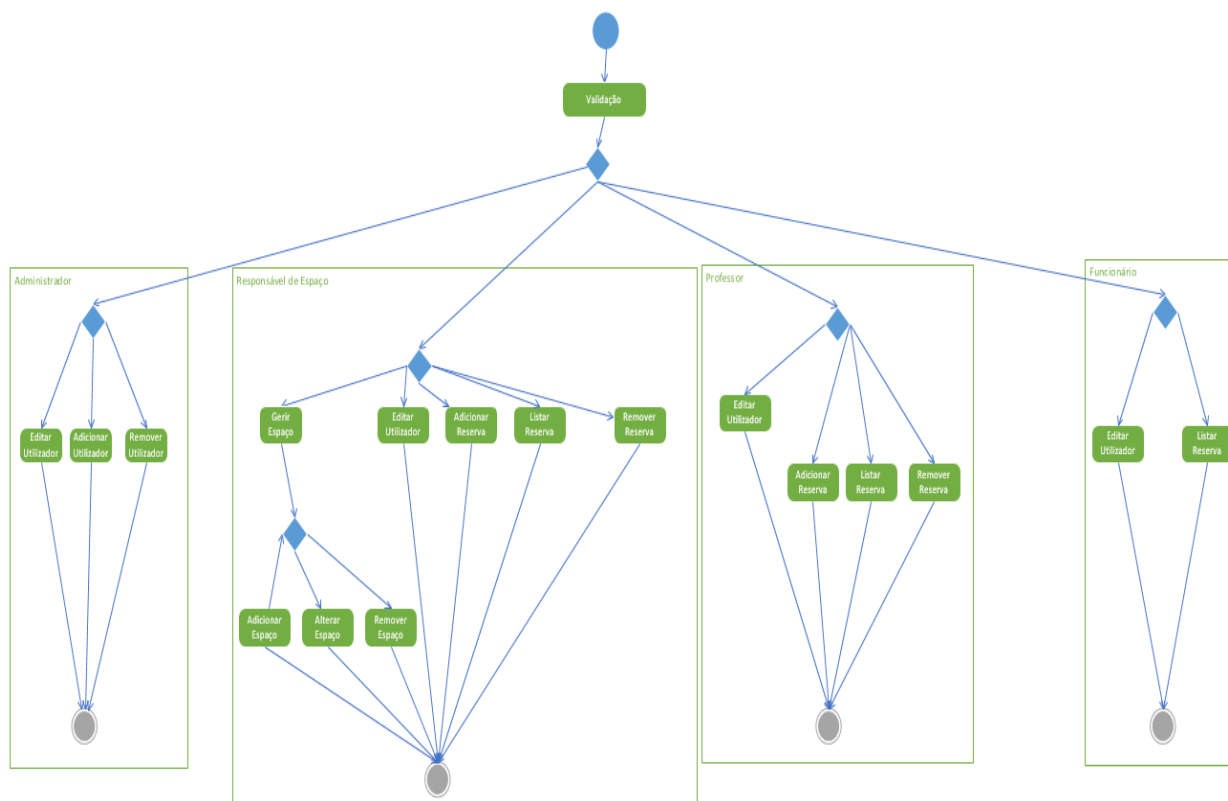 Validação
Administrador
Editar
Utilizador
Adicionar
Utilizador
Remover
Utilizador
Responsável de Espaço
Gerir
Espaço
Editar
Utilizador
Adicionar
Reserva
Listar
Reserva
Remover
Reserva
Adicionar
Espaço
Alterar
Espaço
Remover
Espaço
Professor
Editar
Utilizador
Adicionar
Reserva
Listar
Reserva
Remover
Reserva
Funcionário
Editar
Utilizador
Listar
Reserva